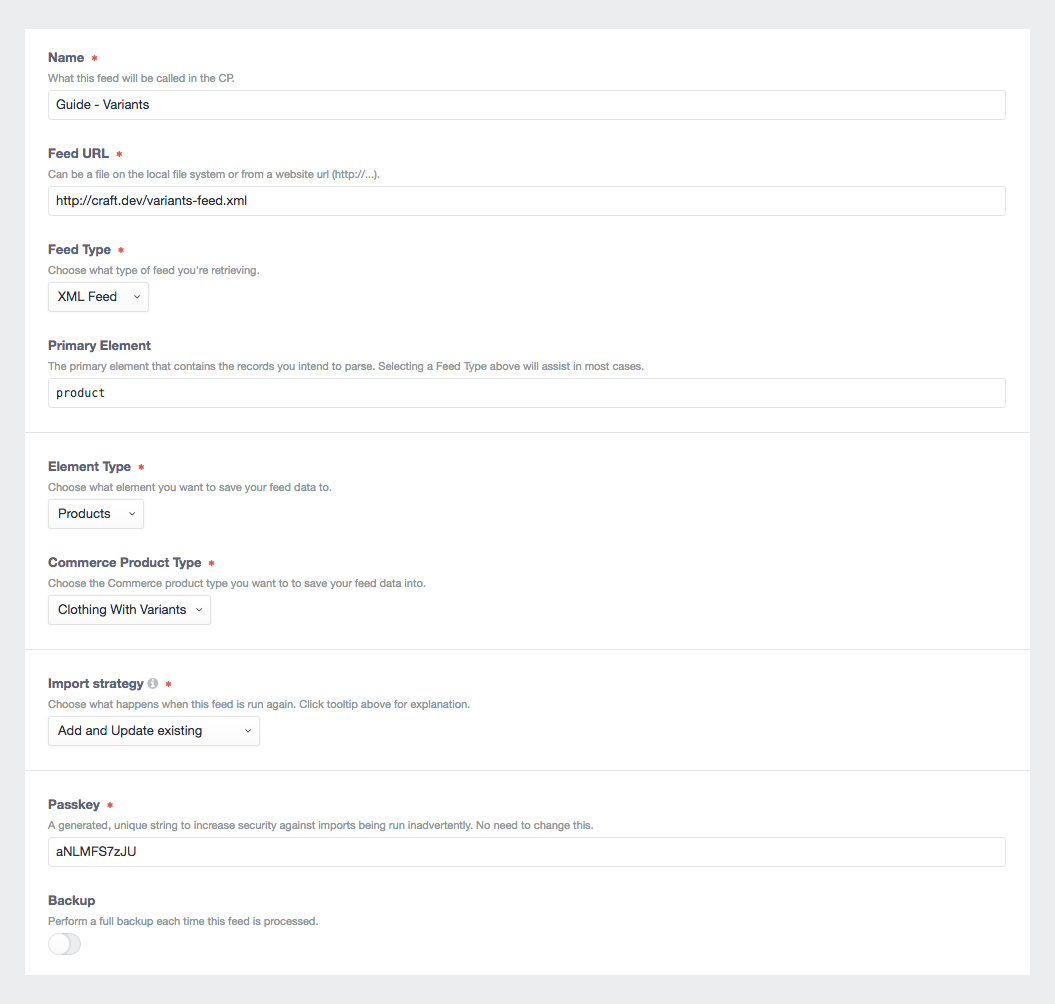 Name *
What this feed will be called in the CP.
Guide - Variants
Feed URL *
Can be a file on the local file system or from a website url (http://...).
http://craft.dev/variants-feed.xml
Feed Type *
Choose what type of feed you're retrieving.
XML Feed
Primary Element
The primary element that contains the records you intend to parse. Selecting a Feed Type above will assist in most cases.
product
Element Type *
Choose what element you want to save your feed data to.
Products
Commerce Product Type *
Choose the Commerce product type you want to to save your feed data into.
Clothing With Variants
Import strategy *
Choose what happens when this feed is run again. Click tooltip above for explanation.
Add and Update existing
Passkey *
A generated, unique string to increase security against imports being run inadvertently. No need to change this.
aNLMFS7zJU
Backup
Perform a full backup each time this feed is processed.